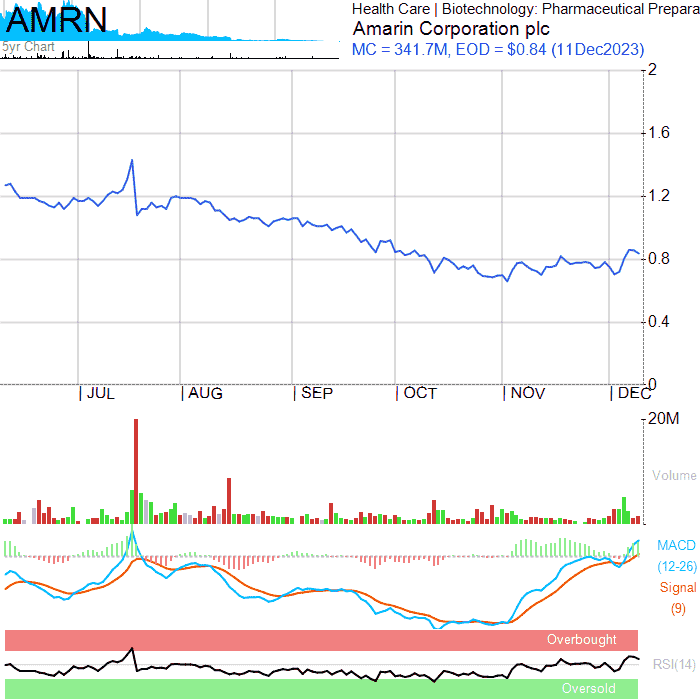 AMRN
5yr Chart
Health Care | Biotechnology: Pharmaceutical Prepara
Amarin Corporation plc
MC = 341.7M, EOD = $0.84 (11Dec2023)
2
1.6
1.2
0.8
0.4
0
| JUL | AUG | SEP | OCT | NOV | DEC
20M
Volume
MACD
(12-26)
Signal
(9)
Overbought
RSI(14)
Oversold